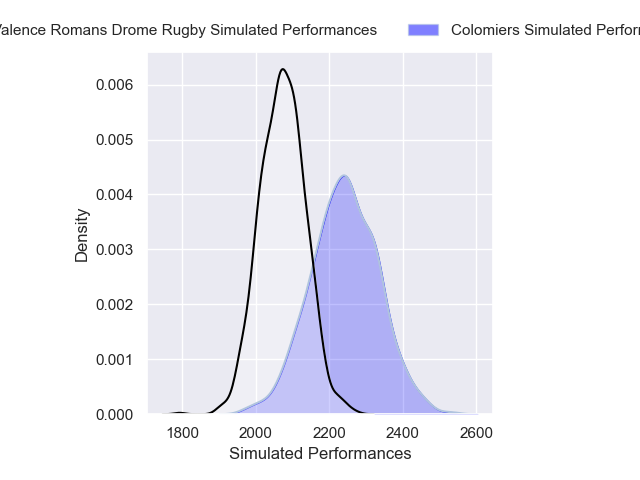 Valence Romans Drome Rugby Simulated Performances
Colomiers Simulated
0.006
0.005
0.004
0.003
0.002
0.001
0.000
Density
1800 2000 2200 2400 2600
Simulated Performances